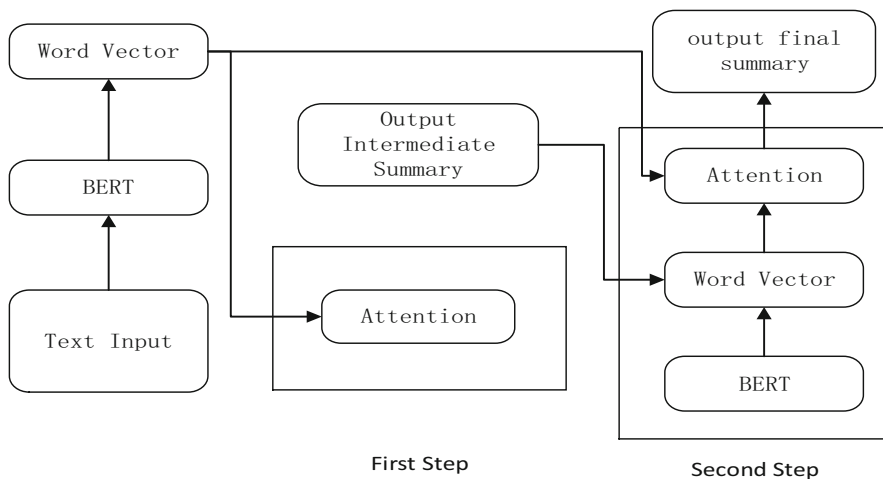 Word Vector
BERT
Text Input
Output
Intermediate
Summary
Attention
First Step
output final
summary
Attention
Word Vector
BERT
Second Step